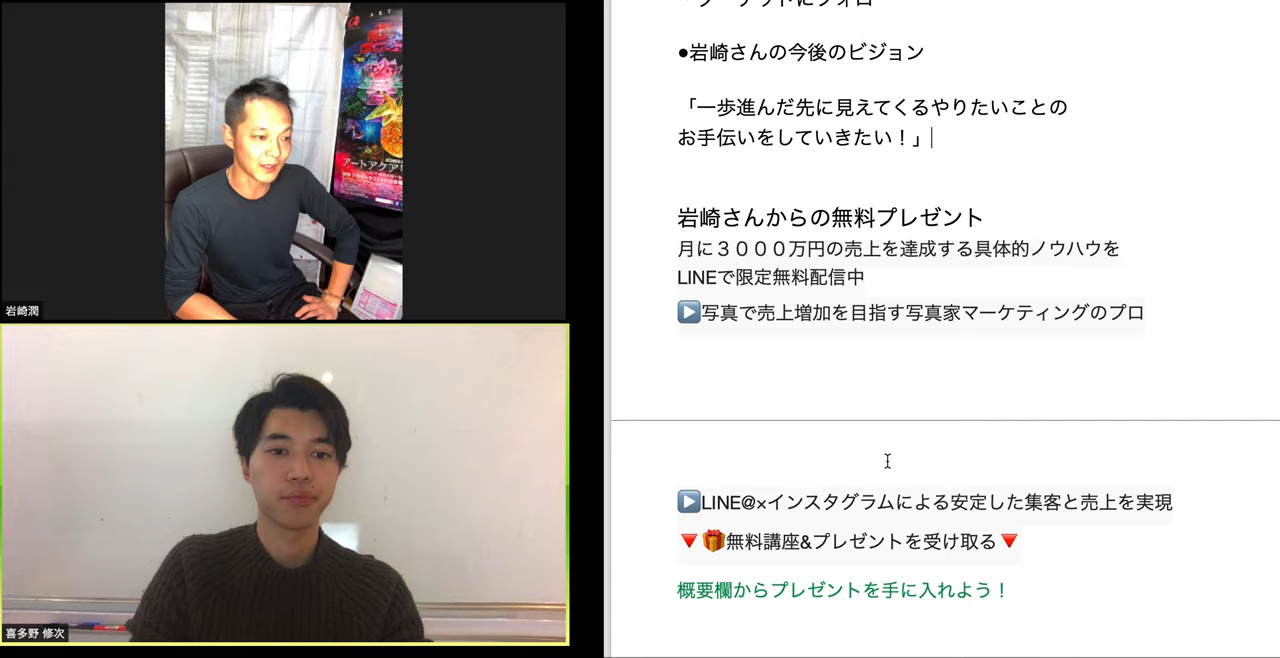 岩崎潤
喜多野 修次
ART
アートアクア
●岩崎さんの今後のビジョン
「一歩進んだ先に見えてくるやりたいことの
お手伝いをしていきたい！」
岩崎さんからの無料プレゼント
月に３０００万円の売上を達成する具体的ノウハウを
LINEで限定無料配信中
▶写真で売上増加を目指す写真家マーケティングのプロ
▶LINE@×インスタグラムによる安定した集客と売上を実現
🔻🎁無料講座&プレゼントを受け取る🔻
概要欄からプレゼントを手に入れよう！